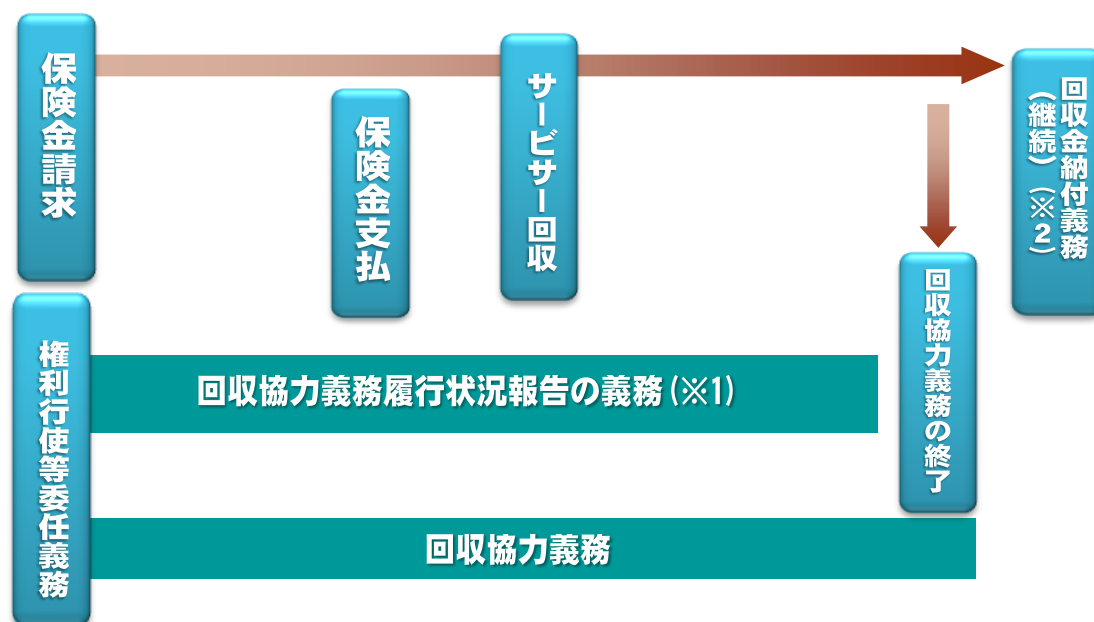 保険金請求
保険金支払
サービサー回収
回収金納付義務
（継続）（※２）
回収協力義務の終了
権利行使等委任義務
回収協力義務履行状況報告の義務(※1)
回収協力義務